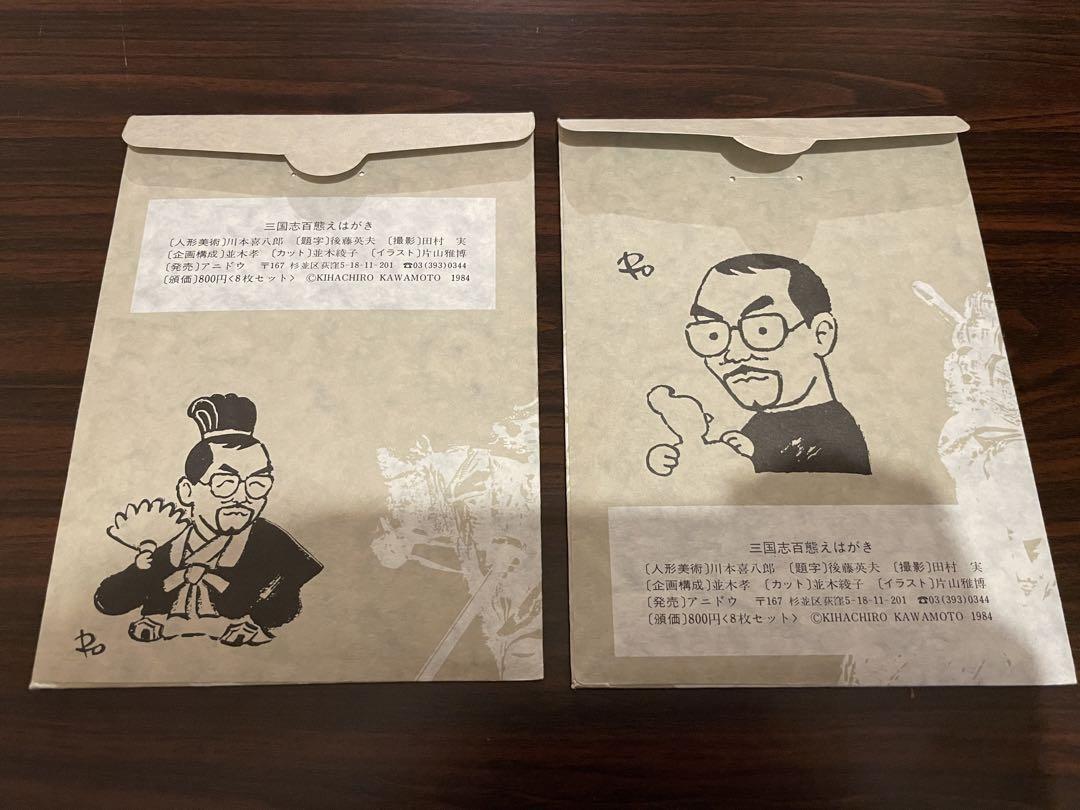 三国志百態えはがき
〔人形美術〕川本喜八郎 〔題字〕後藤英夫 〔撮影〕田村 実
〔企画構成〕並木孝 〔カット〕並木綾子 〔イラスト〕片山雅博
〔発売〕アニドウ 〒167 杉並区荻窪5-18-11-201 ☎03(393)0344
〔頒価〕800円<8枚セット> ©KIHACHIRO KAWAMOTO 1984
三国志百態えはがき
〔人形美術〕川本喜八郎 〔題字〕後藤英夫 〔撮影〕田村 実
〔企画構成〕並木孝 〔カット〕並木綾子 〔イラスト〕片山雅博
〔発売〕アニドウ 〒167 杉並区荻窪5-18-11-201 ☎03(393)0344
〔頒価〕800円<8枚セット> ©KIHACHIRO KAWAMOTO 1984